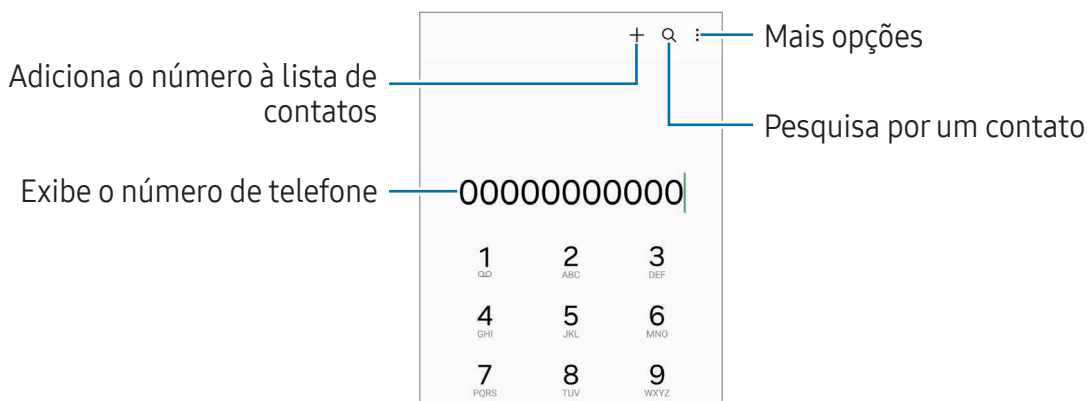 Mais opções
Adiciona o número à lista de
contatos
Pesquisa por um contato
Exibe o número de telefone
00000000000
1 2 3
ABC DEF
4 5 6
GHI JKL MNO
7 8 9
PQRS TUV WXYZ